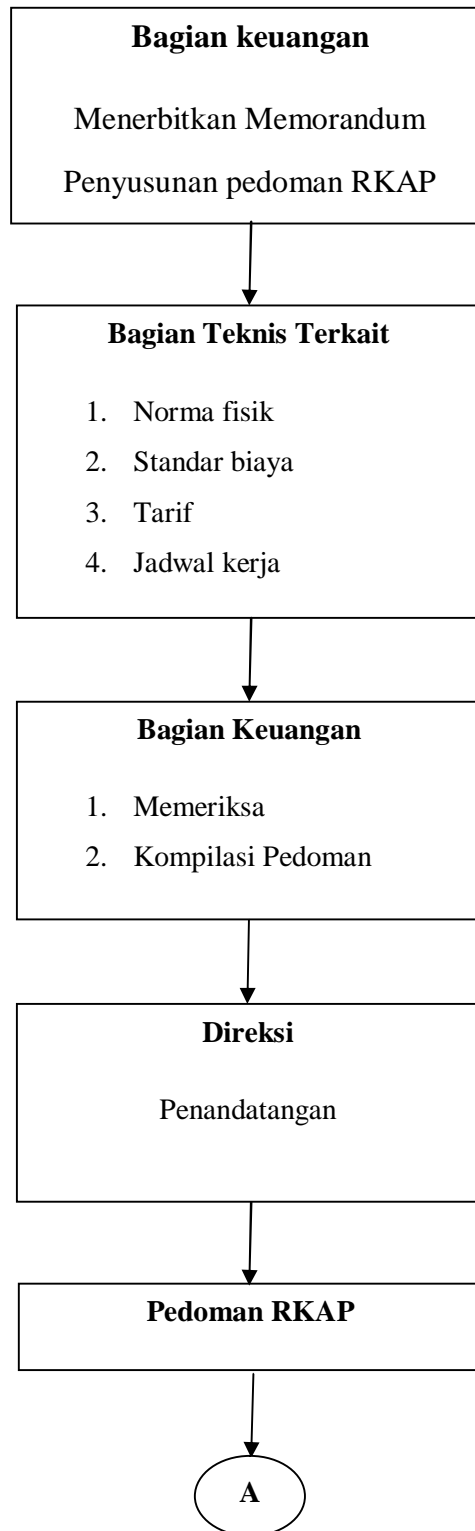 Bagian keuangan
Menerbitkan Memorandum
Penyusunan pedoman RKAP
Bagian Teknis Terkait
1. Norma fisik
2. Standar biaya
3. Tarif
4. Jadwal kerja
Bagian Keuangan
1. Memeriksa
2. Kompilasi Pedoman
Direksi
Penandatangan
Pedoman RKAP
A